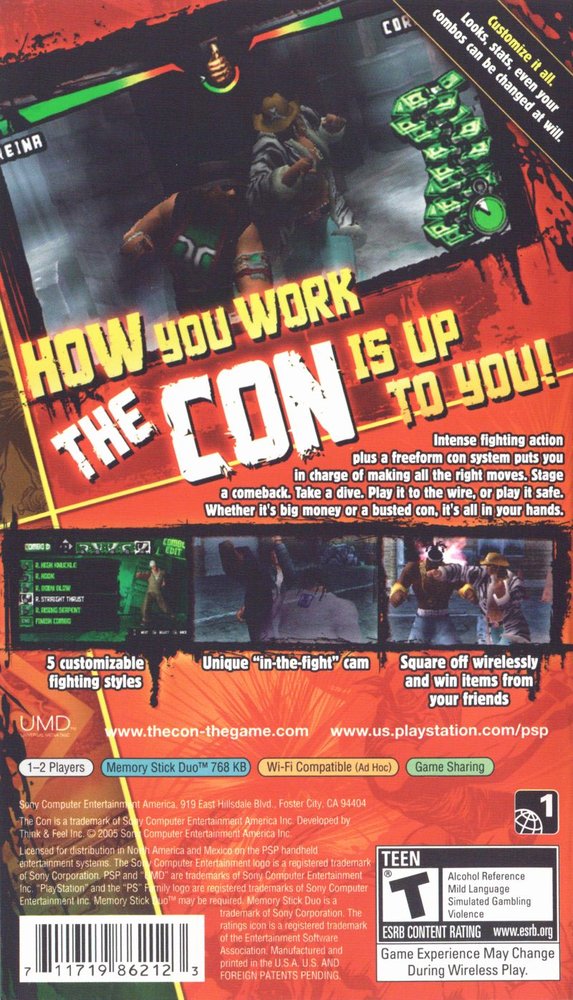 Customize it all.
Looks, stats, even your
combos can be changed at will.
COR
EINA
HOW YOU WORK
THE CON IS UP
TO YOU!
Intense fighting action
plus a freeform con system puts you
in charge of making all the right moves. Stage
a comeback. Take a dive. Play it to the wire, or play it safe.
Whether it's big money or a busted con, it's all in your hands.
COMBO D
COMBO
EDIT
R. HIGH KNUCKLE
R. HOOK
R. DOWN BLOW
R. STRAIGHT THRUST
R. RISING SERPENT
FINISH COMBO
5 customizable
fighting styles
Unique "in-the-fight" cam
Square off wirelessly
and win items from
your friends
UMD™
www.thecon-thegame.com
www.us.playstation.com/psp
1–2 Players
Memory Stick Duo™ 768 KB
Wi-Fi Compatible (Ad Hoc)
Game Sharing
Sony Computer Entertainment America, 919 East Hillsdale Blvd., Foster City, CA 94404
The Con is a trademark of Sony Computer Entertainment America Inc. Developed by
Think & Feel Inc. © 2005 Sony Computer Entertainment America Inc.
Licensed for distribution in North America and Mexico on the PSP handheld
entertainment systems. The Sony Computer Entertainment logo is a registered trademark
of Sony Corporation. PSP and "UMD" are trademarks of Sony Computer Entertainment
Inc. "PlayStation" and the "PS" Family logo are registered trademarks of Sony Computer
Entertainment Inc. Memory Stick Duo™ may be required. Memory Stick Duo is a
trademark of Sony Corporation. The
ratings icon is a registered trademark
of the Entertainment Software
Association. Manufactured and
printed in the U.S.A. U.S. AND
FOREIGN PATENTS PENDING.
7 11719 86212 3
1
TEEN
T
®
Alcohol Reference
Mild Language
Simulated Gambling
Violence
ESRB CONTENT RATING www.esrb.org
Game Experience May Change
During Wireless Play.